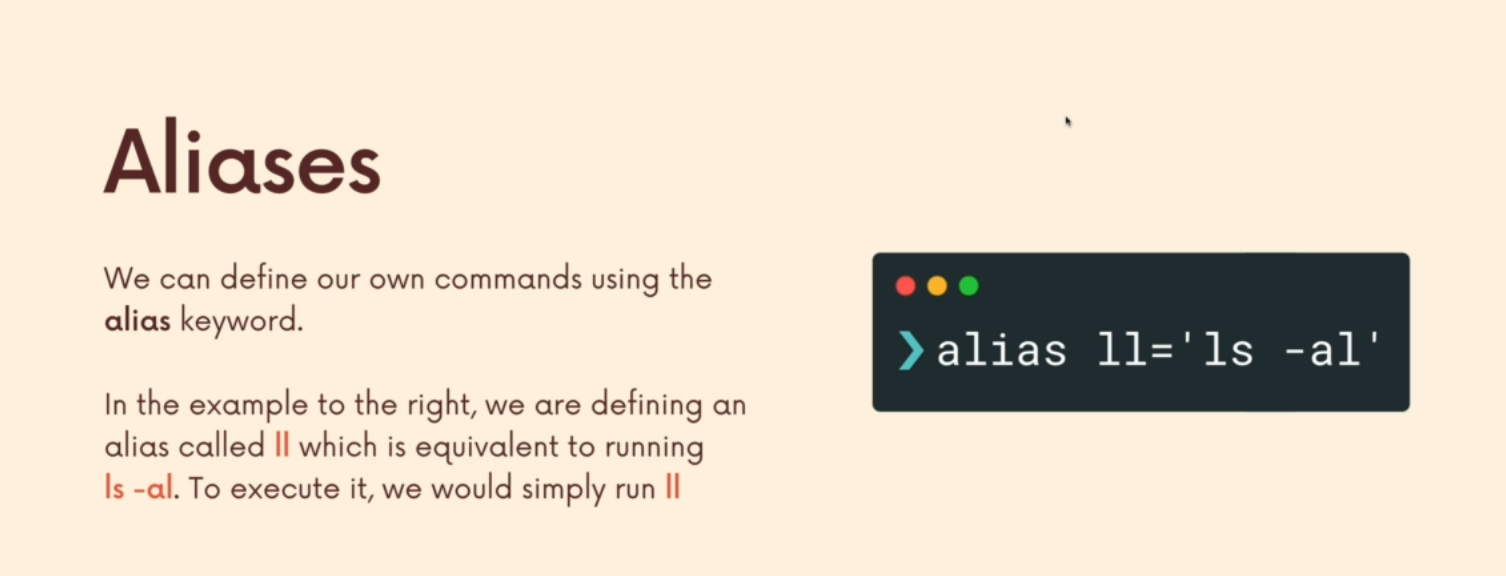 Aliases
We can define our own commands using the
alias keyword.
In the example to the right, we are defining an
alias called ll which is equivalent to running
ls -al. To execute it, we would simply run ll
❯ alias ll='ls -al'